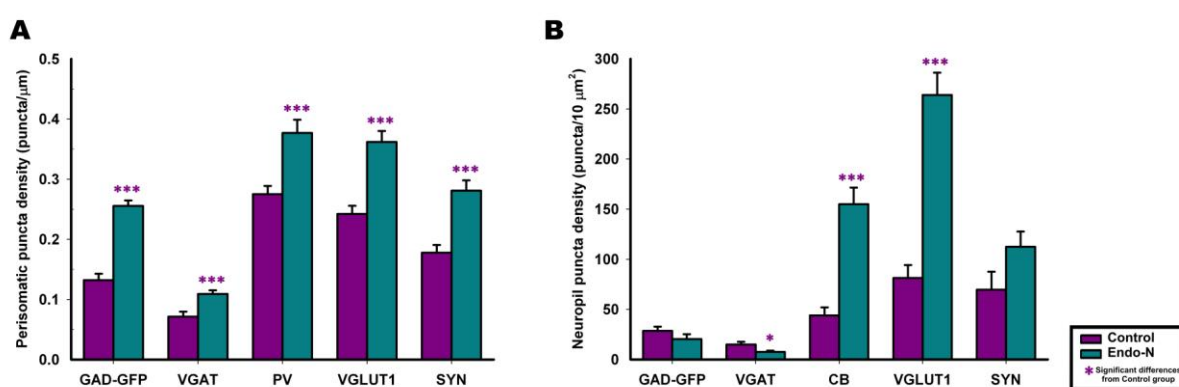 A
Perisomatic puncta density (puncta/μm)
0.5
0.4
0.3
0.2
0.1
0.0
***
***
***
***
***
GAD-GFP VGAT PV VGLUT1 SYN
B
Neuropil puncta density (puncta/10 μm²)
300
250
200
150
100
50
0
*
***
***
GAD-GFP VGAT CB VGLUT1 SYN
Control
Endo-N
* Significant differences
from Control group